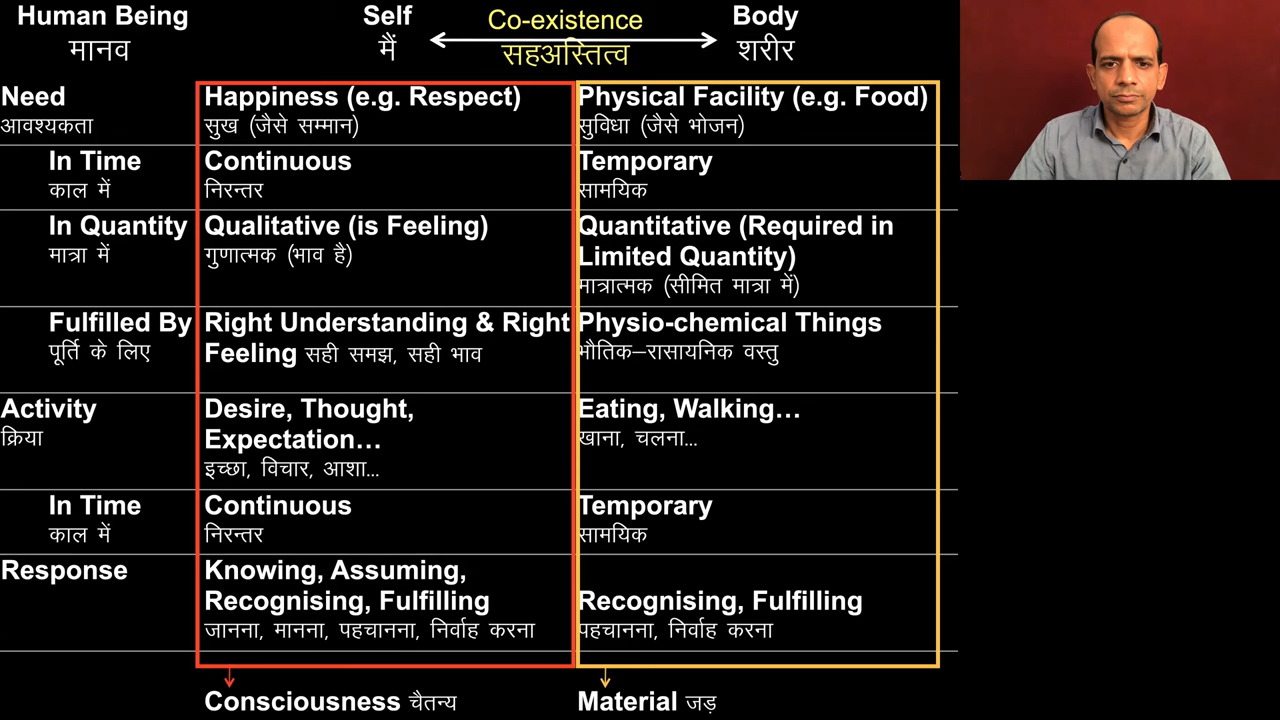 Human Being Self Co-existence Body
मानव मैं सहअस्तित्व शरीर
Need Happiness (e.g. Respect) Physical Facility (e.g. Food)
आवश्यकता सुख (जैसे सम्मान) सुविधा (जैसे भोजन)
In Time Continuous Temporary
काल में निरन्तर सामयिक
In Quantity Qualitative (is Feeling) Quantitative (Required in
मात्रा में गुणात्मक (भाव है) Limited Quantity)
मात्रात्मक (सीमित मात्रा में)
Fulfilled By Right Understanding & Right Physio-chemical Things
पूर्ति के लिए Feeling सही समझ, सही भाव भौतिक–रासायनिक वस्तु
Activity Desire, Thought, Eating, Walking…
क्रिया Expectation… खाना, चलना...
इच्छा, विचार, आशा...
In Time Continuous Temporary
काल में निरन्तर सामयिक
Response Knowing, Assuming,
Recognising, Fulfilling Recognising, Fulfilling
जानना, मानना, पहचानना, निर्वाह करना पहचानना, निर्वाह करना
Consciousness चैतन्य Material जड़